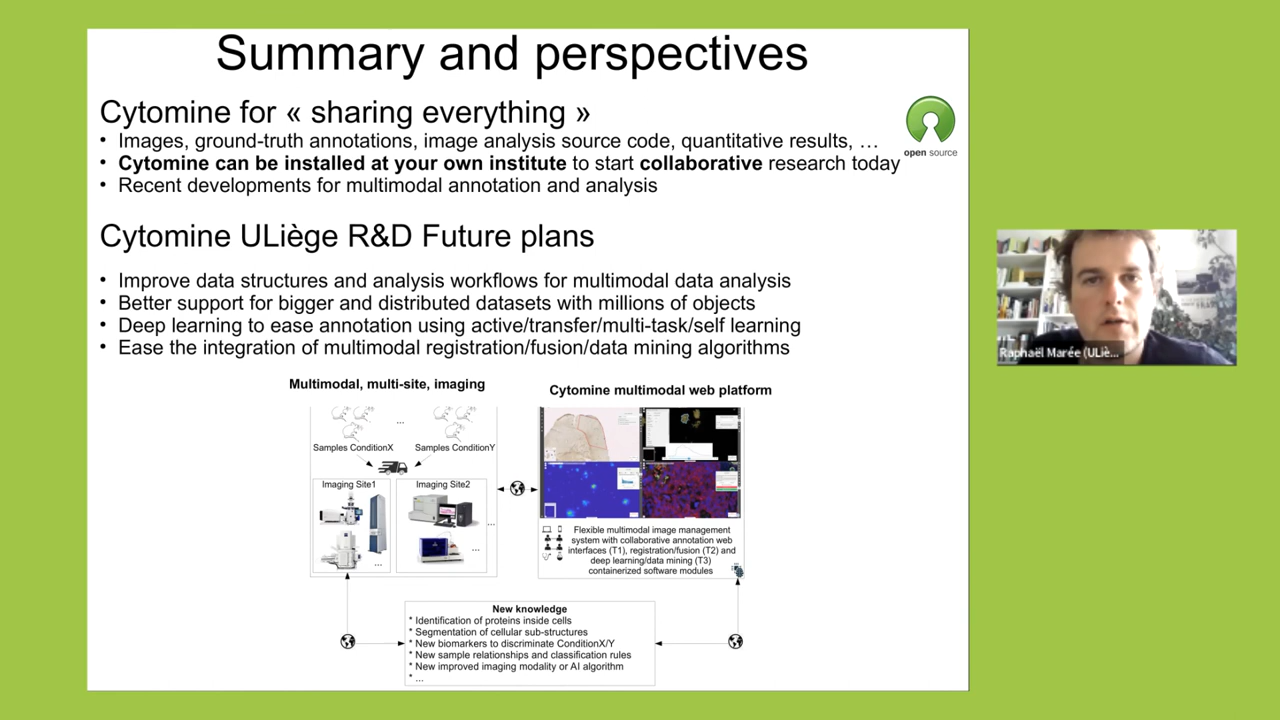 Summary and perspectives
Cytomine for « sharing everything »
• Images, ground-truth annotations, image analysis source code, quantitative results, …
• Cytomine can be installed at your own institute to start collaborative research today
• Recent developments for multimodal annotation and analysis
open source
Cytomine ULiège R&D Future plans
• Improve data structures and analysis workflows for multimodal data analysis
• Better support for bigger and distributed datasets with millions of objects
• Deep learning to ease annotation using active/transfer/multi-task/self learning
• Ease the integration of multimodal registration/fusion/data mining algorithms
Raphaël Marée (ULiè...
Multimodal, multi-site, imaging
...
Samples ConditionX
Samples ConditionY
Imaging Site1
Imaging Site2
...
...
...
Cytomine multimodal web platform
Flexible multimodal image management
system with collaborative annotation web
interfaces (T1), registration/fusion (T2) and
deep learning/data mining (T3)
containerized software modules
New knowledge
* Identification of proteins inside cells
* Segmentation of cellular sub-structures
* New biomarkers to discriminate ConditionX/Y
* New sample relationships and classification rules
* New improved imaging modality or AI algorithm
* ...